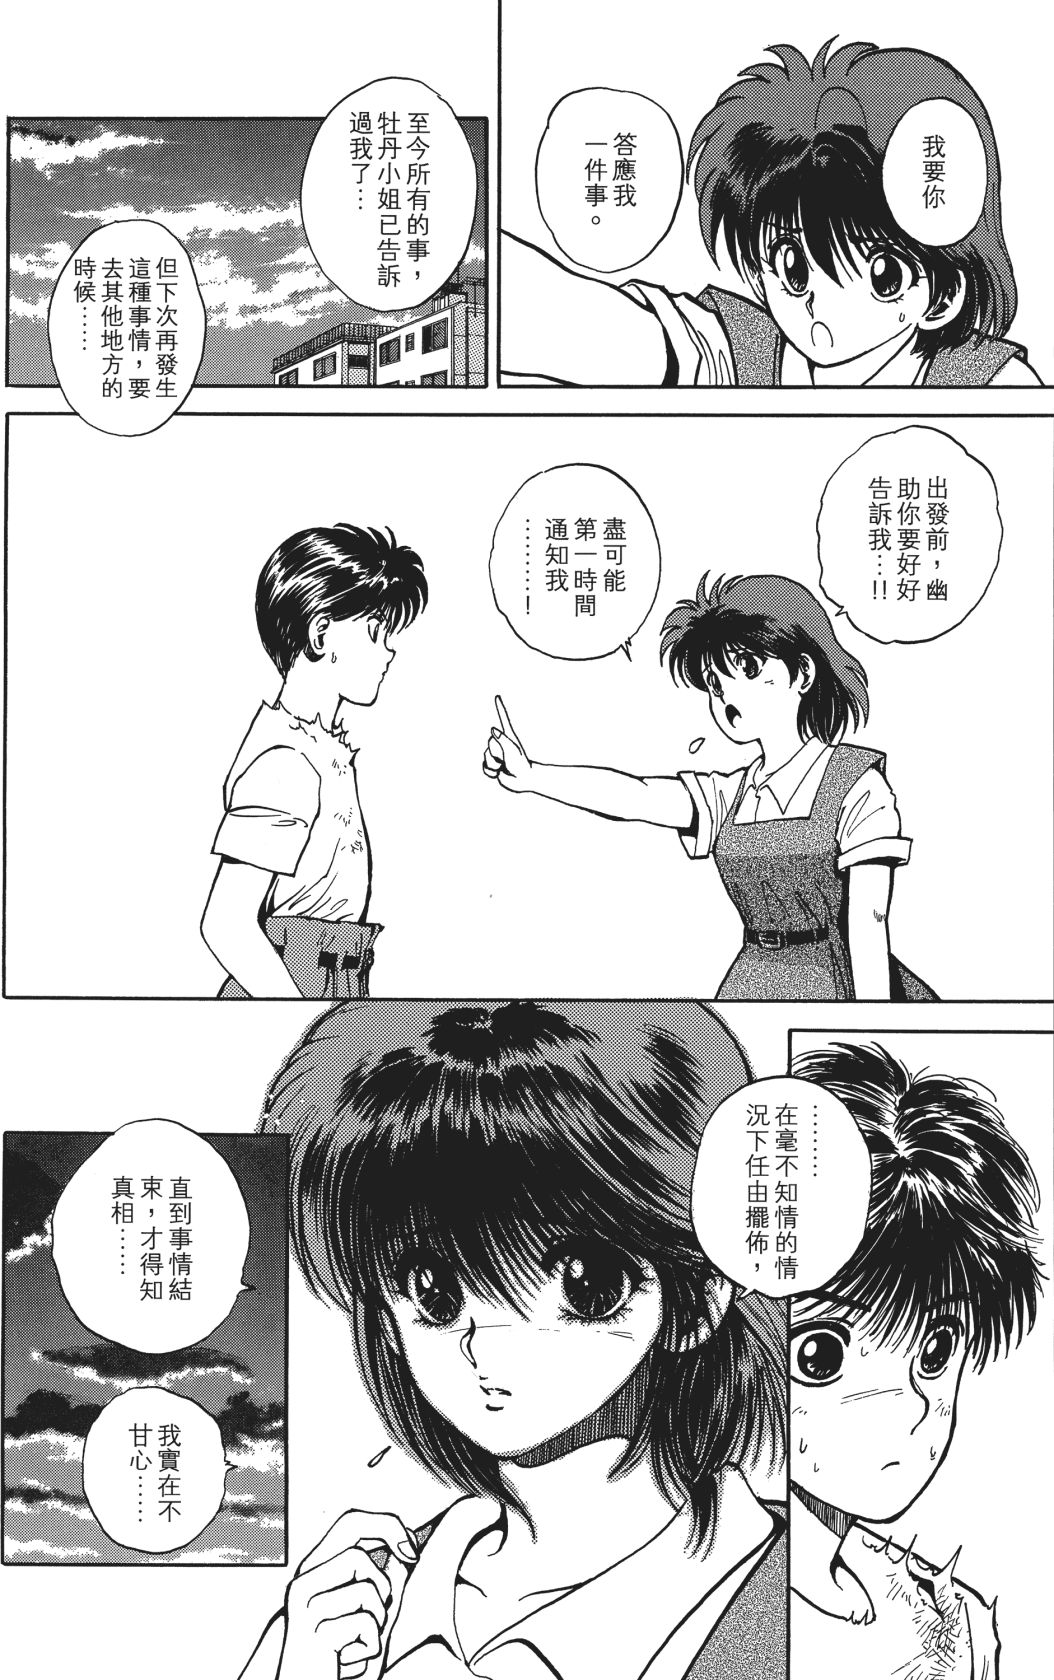 我要你
答應我
一件事。
至今所有的事，
牡丹小姐已告訴
過我了…
但下次再發生
這種事情，要
去其他地方的
時候……
出發前，幽
助你要好好
告訴我…!!
盡可能
第一時間
通知我
………!
………
在毫不知情的情
況下任由擺佈，
直到事情結
束，才得知
真相……
我實在不
甘心……